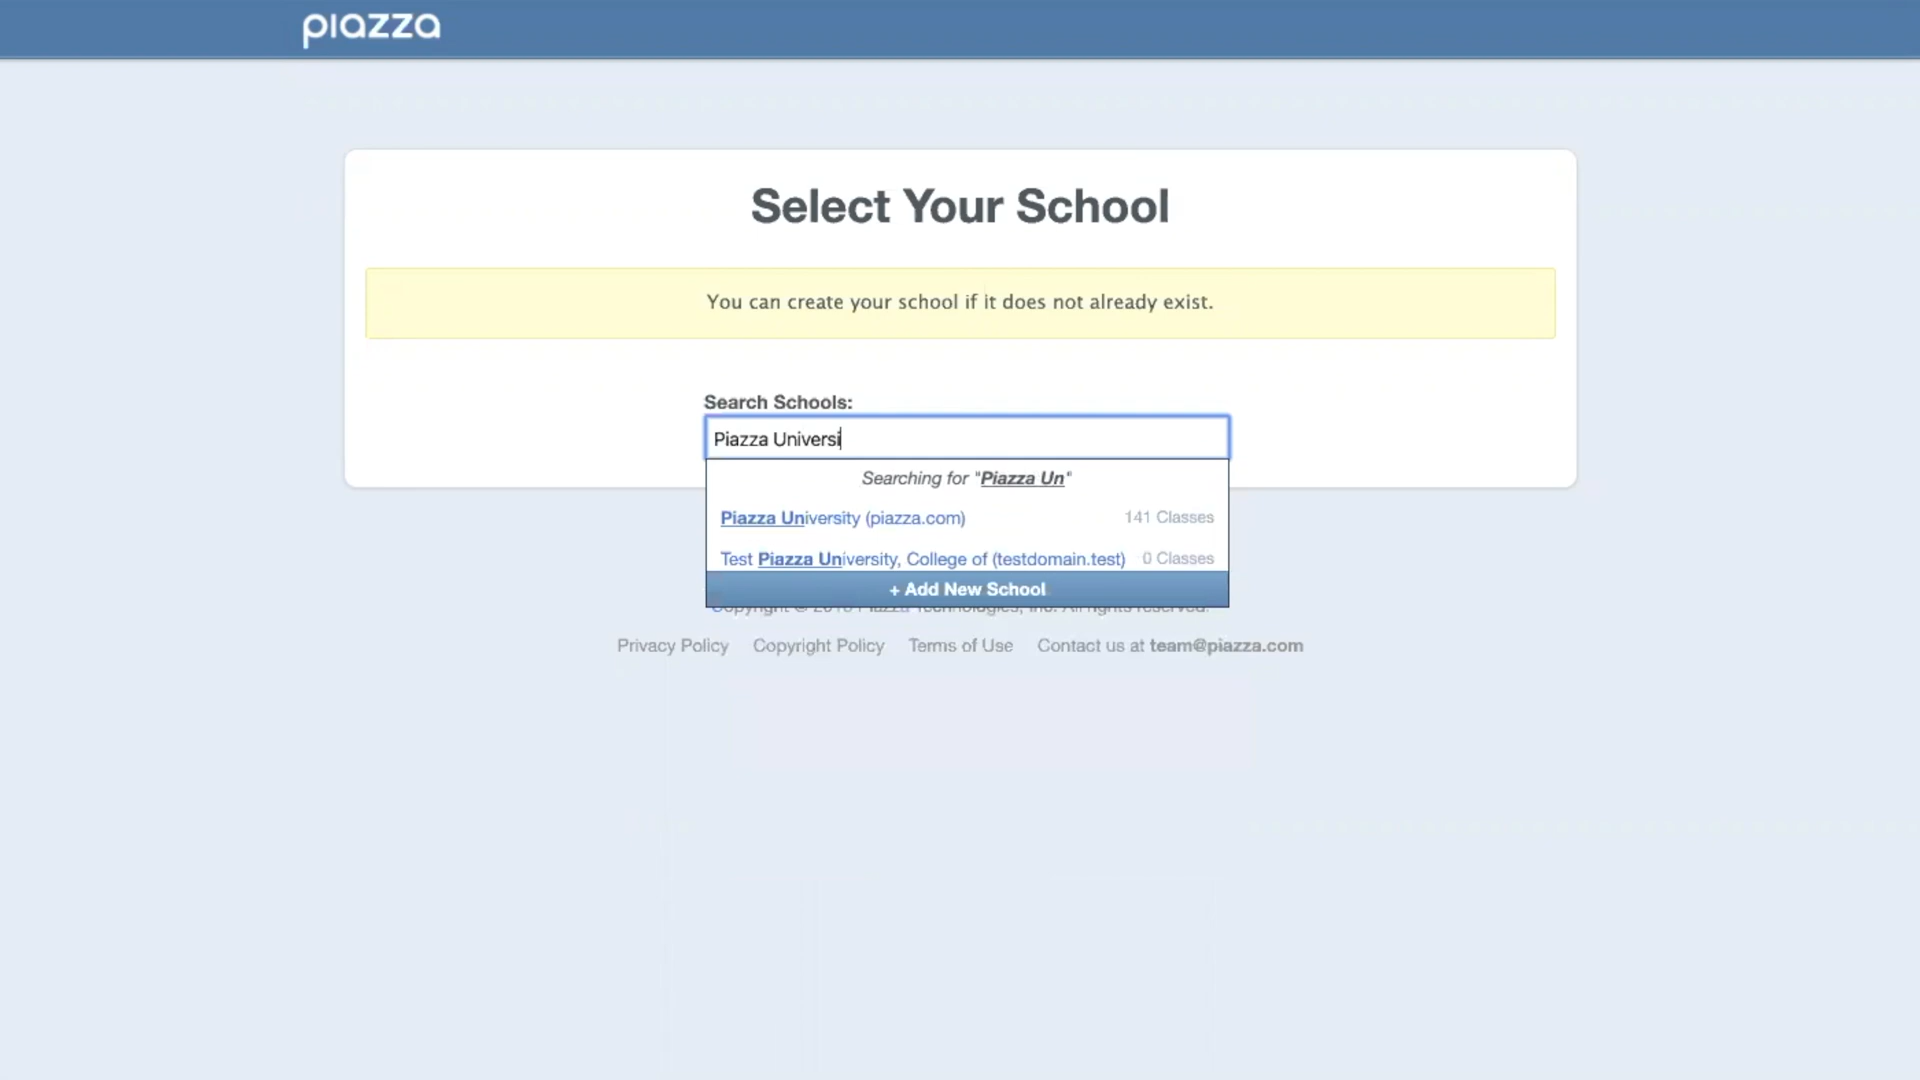 piazza
Select Your School
You can create your school if it does not already exist.
Search Schools:
Piazza Universi
Searching for "Piazza Un"
Piazza University (piazza.com) 141 Classes
Test Piazza University, College of (testdomain.test) 0 Classes
+ Add New School
Privacy Policy Copyright Policy Terms of Use Contact us at team@piazza.com